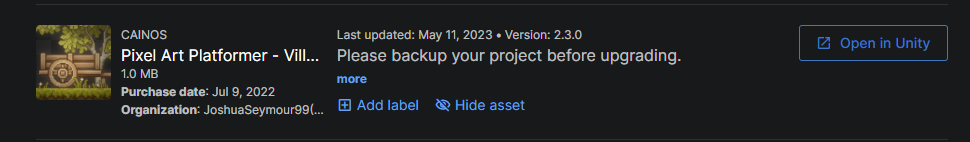 CAINOS
Pixel Art Platformer - Vill...
1.0 MB
Purchase date: Jul 9, 2022
Organization: JoshuaSeymour99(...
Last updated: May 11, 2023 • Version: 2.3.0
Please backup your project before upgrading.
more
Add label
Hide asset
Open in Unity